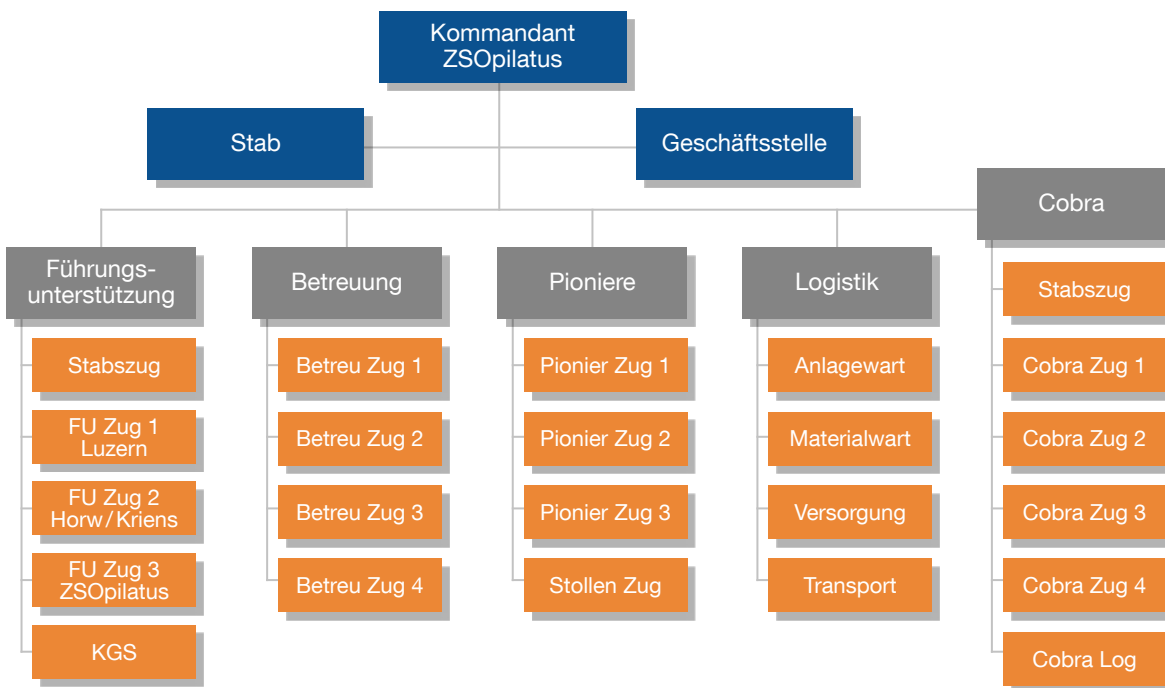 Kommandant
ZSOpilatus
Stab
Geschäftsstelle
Cobra
Führungs-
unterstützung
Betreuung
Pioniere
Logistik
Stabszug
FU Zug 1
Luzern
FU Zug 2
Horw/Kriens
FU Zug 3
ZSOpilatus
KGS
Betreu Zug 1
Betreu Zug 2
Betreu Zug 3
Betreu Zug 4
Pionier Zug 1
Pionier Zug 2
Pionier Zug 3
Stollen Zug
Anlagewart
Materialwart
Versorgung
Transport
Stabszug
Cobra Zug 1
Cobra Zug 2
Cobra Zug 3
Cobra Zug 4
Cobra Log